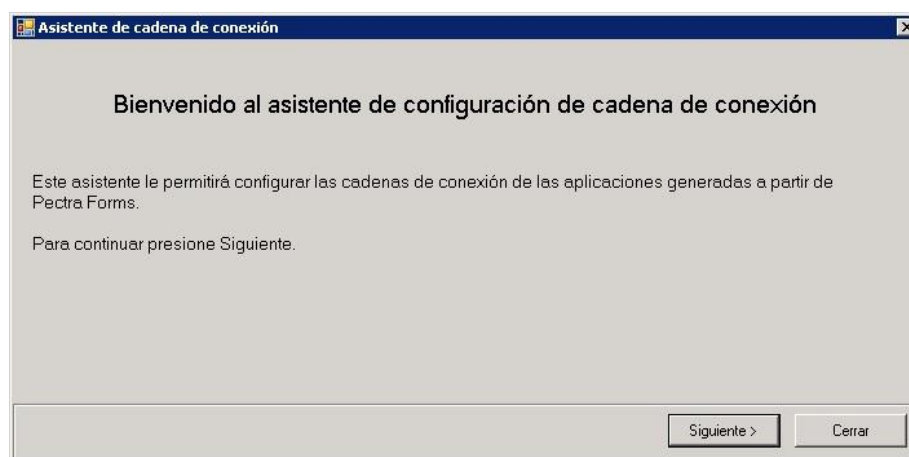 Asistente de cadena de conexión
Bienvenido al asistente de configuración de cadena de conexión
Este asistente le permitirá configurar las cadenas de conexión de las aplicaciones generadas a partir de
Pectra Forms.
Para continuar presione Siguiente.
Siguiente >
Cerrar